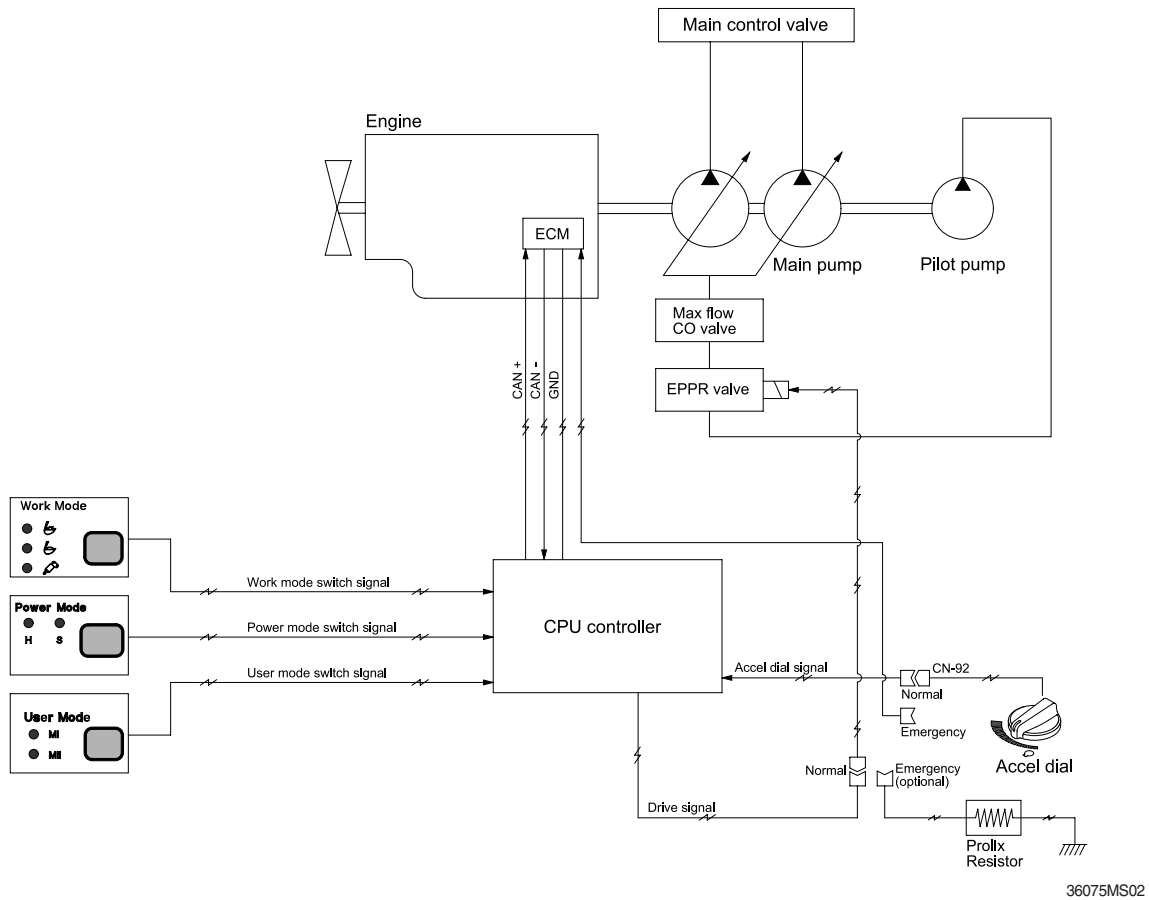 Main control valve
Engine
ECM
Main pump
Pilot pump
Max flow
CO valve
EPPR valve
CAN +
CAN -
GND
Work Mode
Work mode switch signal
Power Mode
H S
Power mode switch signal
CPU controller
User mode switch signal
User Mode
MI
MII
Accel dial signal
CN-92
Normal
Emergency
Accel dial
Normal
Emergency
(optional)
Drive signal
Prolix
Resistor
36075MS02